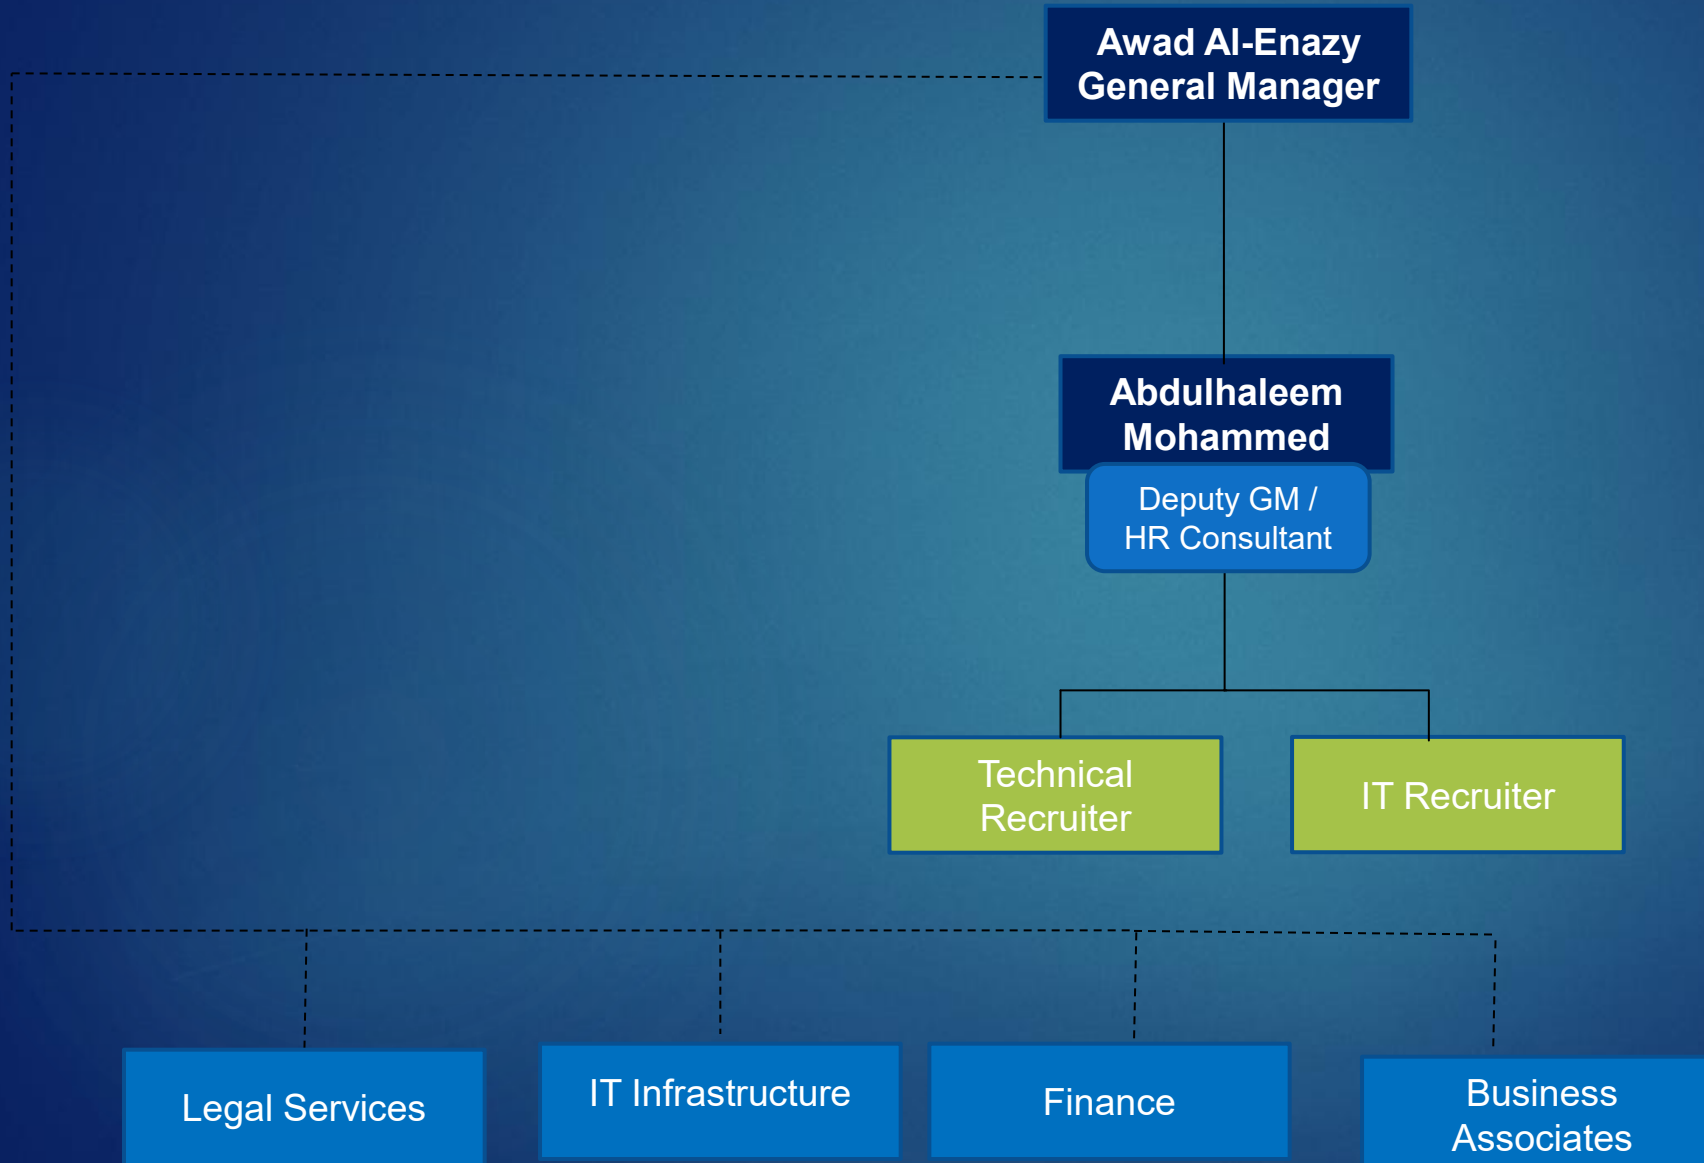 Awad Al-Enazy
General Manager
Abdulhaleem
Mohammed
Deputy GM /
HR Consultant
Technical
Recruiter
IT Recruiter
Legal Services
IT Infrastructure
Finance
Business
Associates